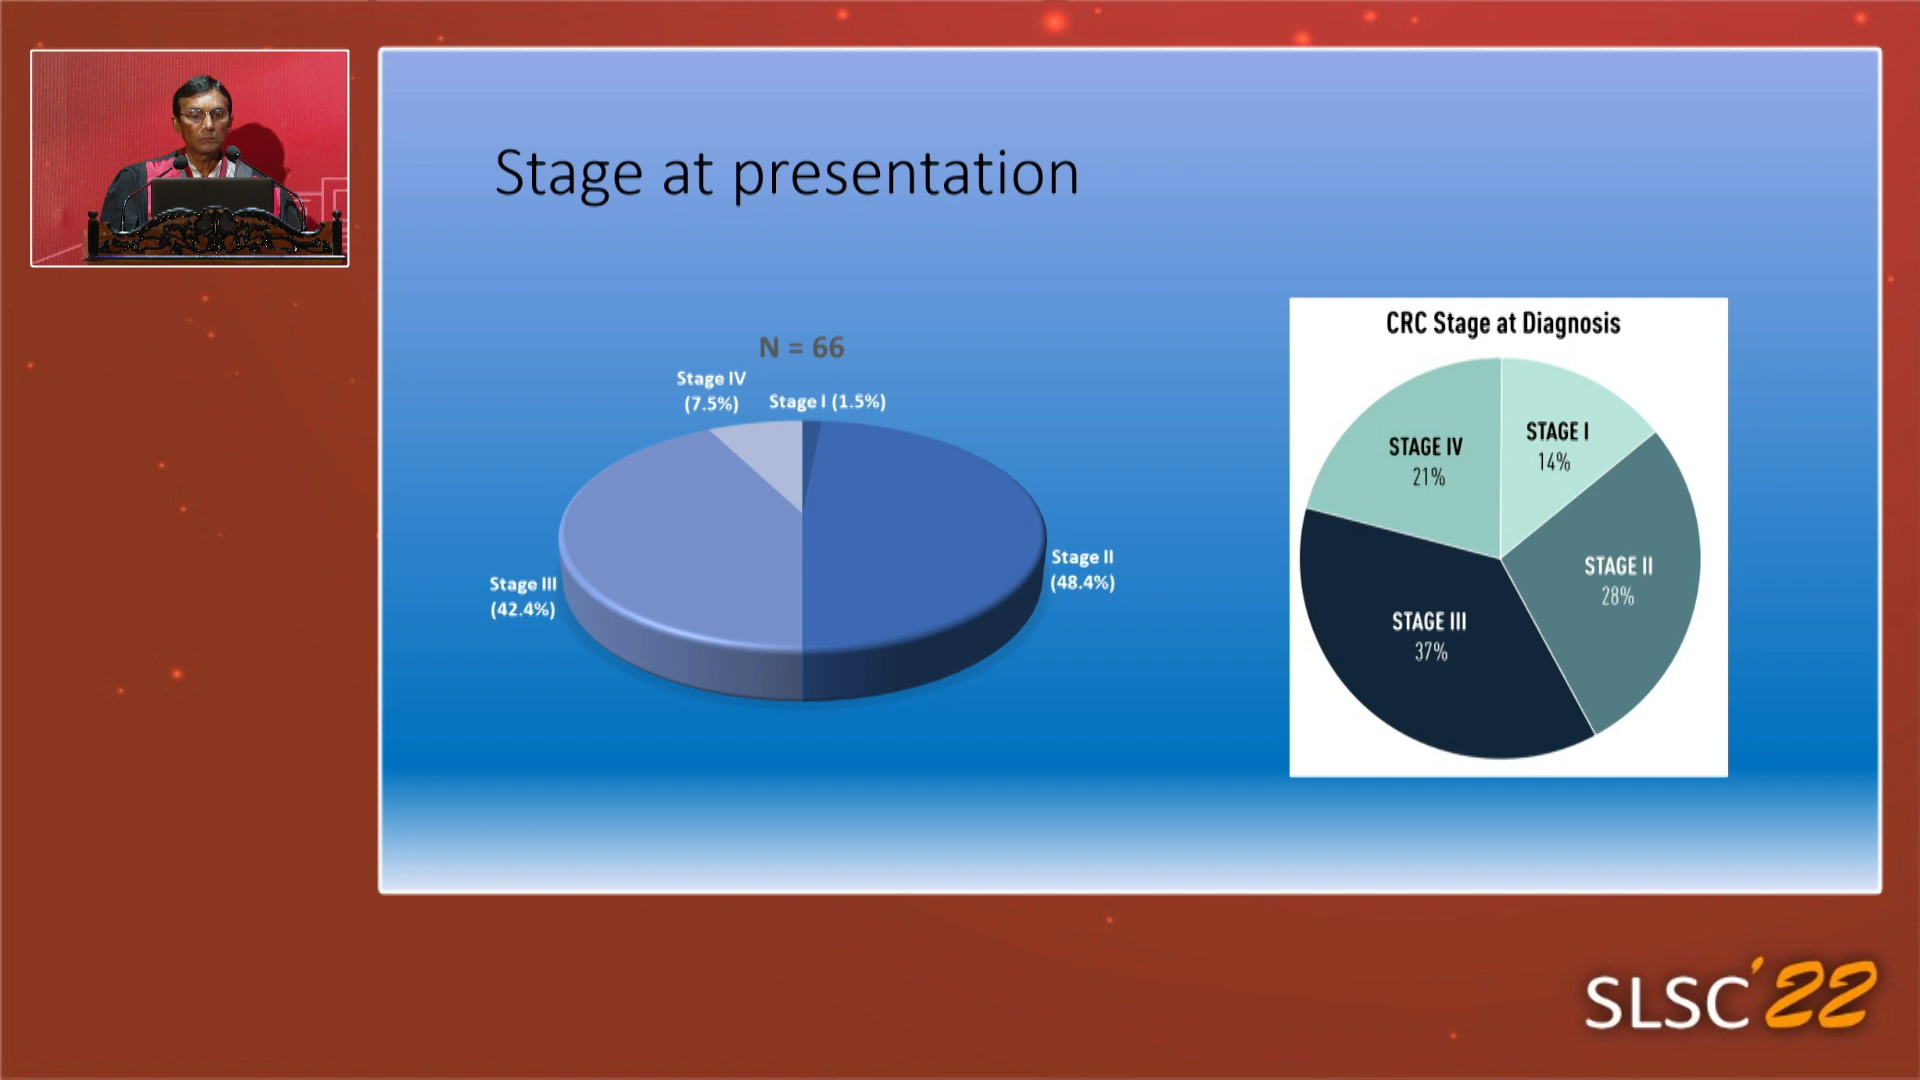 Stage at presentation
N = 66
Stage IV
(7.5%)
Stage I (1.5%)
Stage II
(48.4%)
Stage III
(42.4%)
CRC Stage at Diagnosis
STAGE I
14%
STAGE IV
21%
STAGE II
28%
STAGE III
37%
SLSC'22